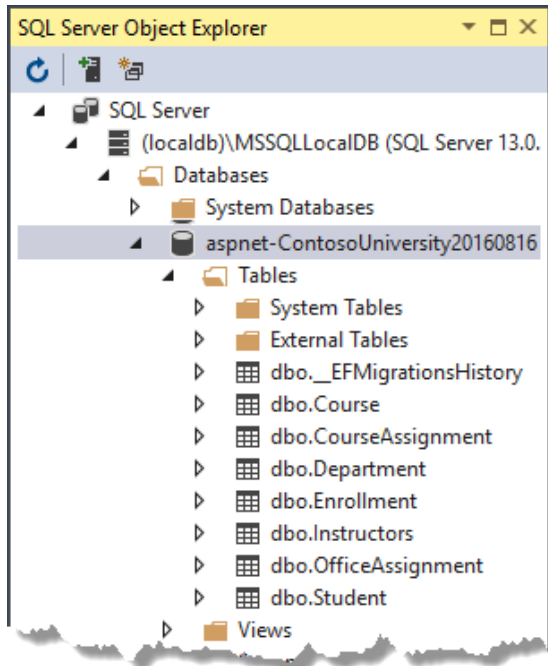 SQL Server Object Explorer
SQL Server
(localdb)\MSSQLLocalDB (SQL Server 13.0.
Databases
System Databases
aspnet-ContosoUniversity20160816
Tables
System Tables
External Tables
dbo.__EFMigrationsHistory
dbo.Course
dbo.CourseAssignment
dbo.Department
dbo.Enrollment
dbo.Instructors
dbo.OfficeAssignment
dbo.Student
Views